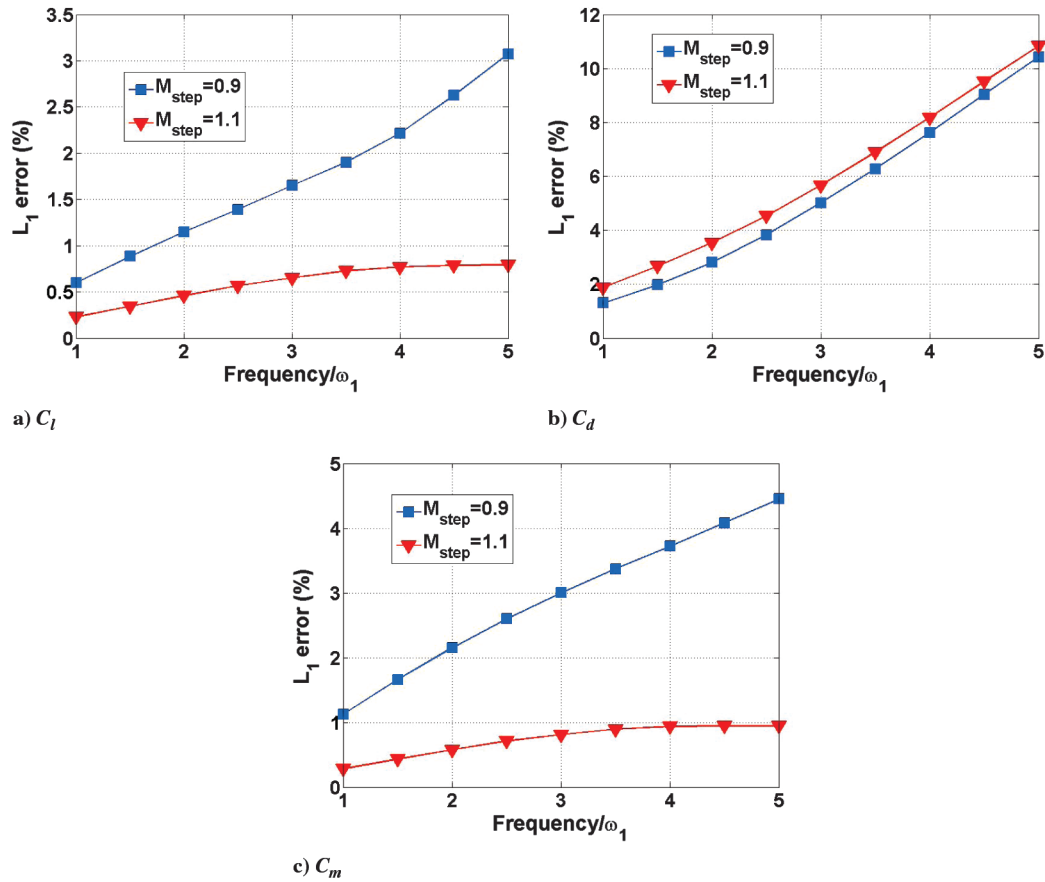 3.5
3
2.5
2
1.5
1
0.5
0
L1 error (%)
Mstep=0.9
Mstep=1.1
1 2 3 4 5
Frequency/ω1
a) Cl
12
10
8
6
4
2
0
L1 error (%)
Mstep=0.9
Mstep=1.1
1 2 3 4 5
Frequency/ω1
b) Cd
5
4
3
2
1
0
L1 error (%)
Mstep=0.9
Mstep=1.1
1 2 3 4 5
Frequency/ω1
c) Cm